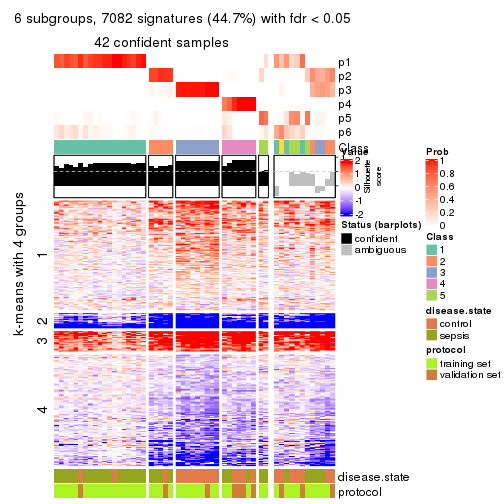 6 subgroups, 7082 signatures (44.7%) with fdr < 0.05
42 confident samples
p1
p2
p3
p4
p5
p6
Class
k-means with 4 groups
1
2
3
4
disease.state
protocol
Value
2
1
0
-1
-2
Silhouette
score
Status (barplots)
confident
ambiguous
Prob
1
0.8
0.6
0.4
0.2
0
Class
1
2
3
4
5
disease.state
control
sepsis
protocol
training set
validation set